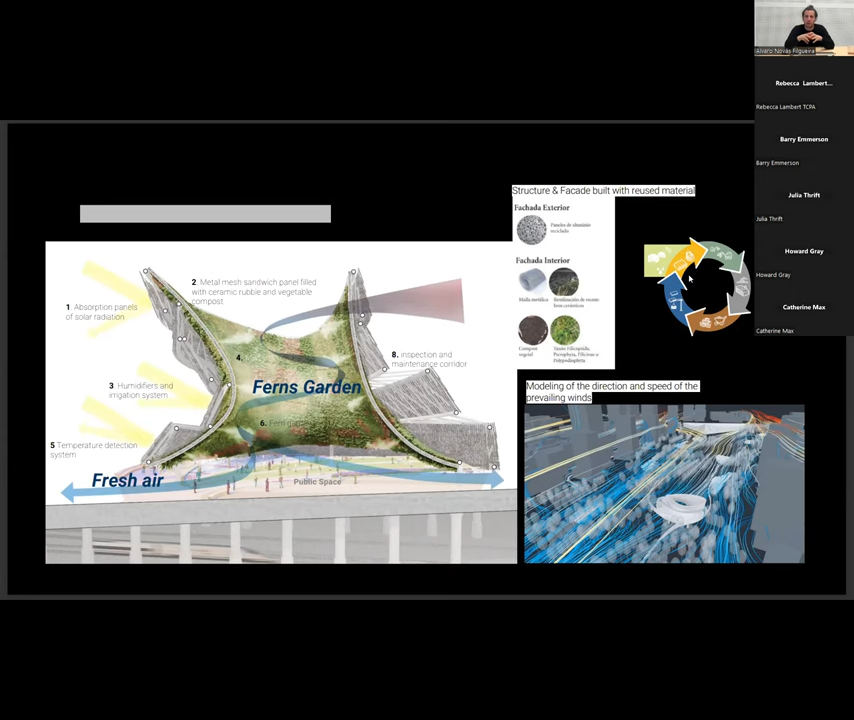 Structure & Facade built with reused material
Fachada Exterior
Paneles de aluminio
reciclado
Fachada Interior
Malla metálica
Compost
vegetal
2. Metal mesh sandwich panel filled
with ceramic rubble and vegetable
compost
1. Absorption panels
of solar radiation
4.
8. inspection and
maintenance corridor
3 Humidifiers and
irrigation system
Ferns Garden
6. Fern
5 Temperature detection
system
Fresh air
Public Space
Modeling of the direction and speed of the
prevailing winds
Alvaro Novás Filgueira
Rebecca Lambert...
Rebecca Lambert TCPA
Barry Emmerson
Barry Emmerson
Julia Thrift
Julia Thrift
Howard Gray
Howard Gray
Catherine Max
Catherine Max